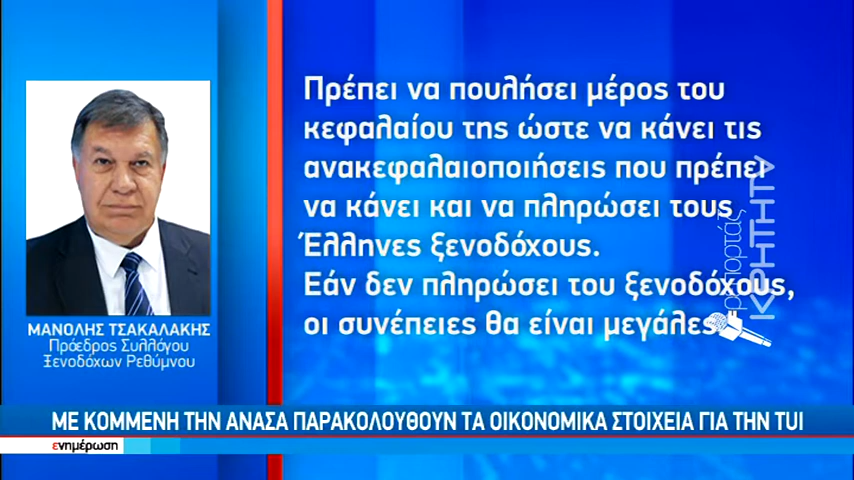 Πρέπει να πουλήσει μέρος του
κεφαλαίου της ώστε να κάνει τις
ανακεφαλαιοποιήσεις που πρέπει
να κάνει και να πληρώσει τους
Έλληνες ξενοδόχους.
Εάν δεν πληρώσει του ξενοδόχους,
οι συνέπειες θα είναι μεγάλες
ρεπορτάζ
ΚΡΗΤΗTV
ΜΑΝΟΛΗΣ ΤΣΑΚΑΛΑΚΗΣ
Πρόεδρος Συλλόγου
Ξενοδόχων Ρεθύμνου
ΜΕ ΚΟΜΜΕΝΗ ΤΗΝ ΑΝΑΣΑ ΠΑΡΑΚΟΛΟΥΘΟΥΝ ΤΑ ΟΙΚΟΝΟΜΙΚΑ ΣΤΟΙΧΕΙΑ ΓΙΑ ΤΗΝ TUI
ενημέρωση